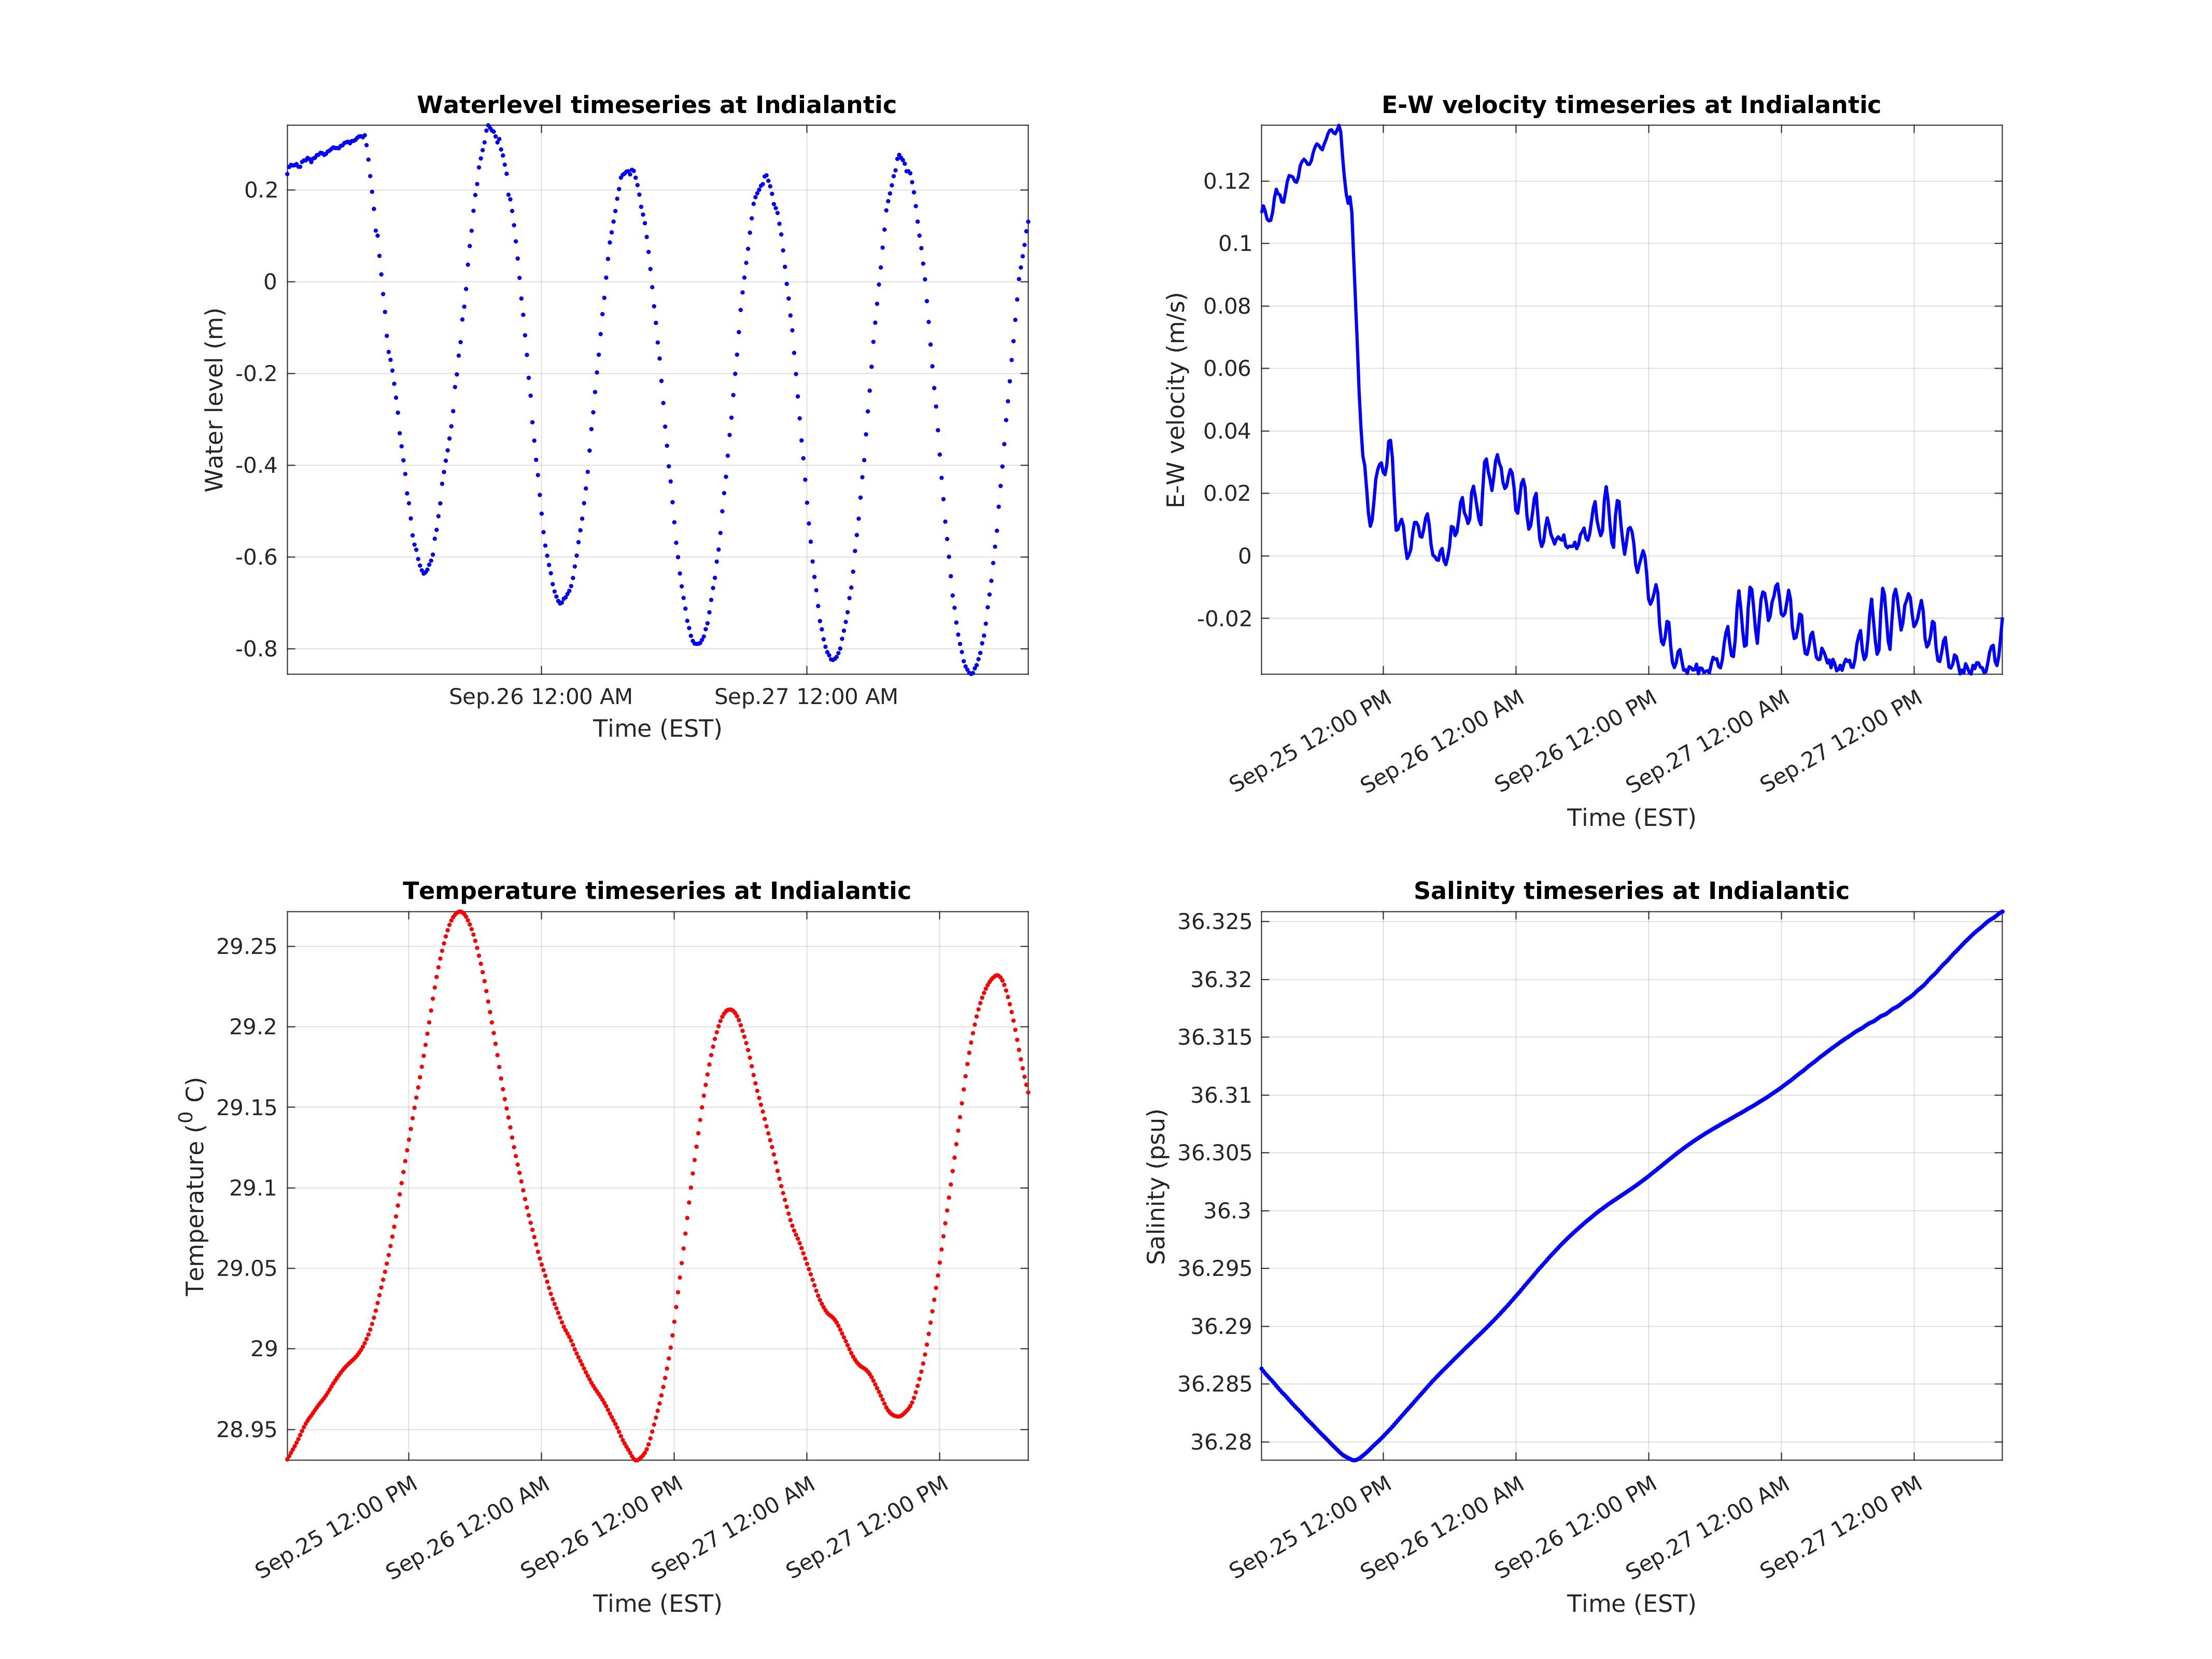 Waterlevel timeseries at Indialantic
0.2
0
-0.2
-0.4
-0.6
-0.8
Water level (m)
Sep.26 12:00 AM
Sep.27 12:00 AM
Time (EST)
E-W velocity timeseries at Indialantic
0.12
0.1
0.08
0.06
0.04
0.02
0
-0.02
E-W velocity (m/s)
Sep.25 12:00 PM
Sep.26 12:00 AM
Sep.26 12:00 PM
Sep.27 12:00 AM
Sep.27 12:00 PM
Time (EST)
Temperature timeseries at Indialantic
29.25
29.2
29.15
29.1
29.05
29
28.95
Temperature (⁰ C)
Sep.25 12:00 PM
Sep.26 12:00 AM
Sep.26 12:00 PM
Sep.27 12:00 AM
Sep.27 12:00 PM
Time (EST)
Salinity timeseries at Indialantic
36.325
36.32
36.315
36.31
36.305
36.3
36.295
36.29
36.285
36.28
Salinity (psu)
Sep.25 12:00 PM
Sep.26 12:00 AM
Sep.26 12:00 PM
Sep.27 12:00 AM
Sep.27 12:00 PM
Time (EST)